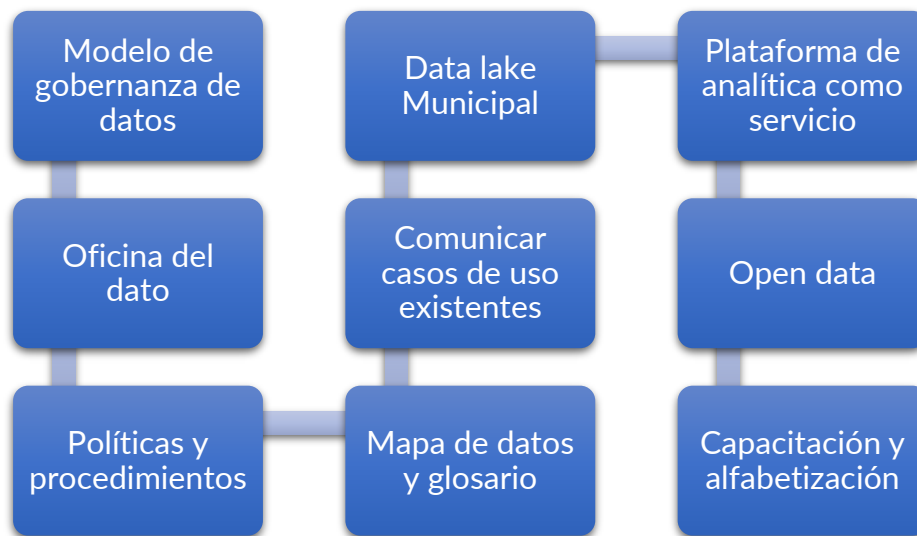 Modelo de
gobernanza de
datos
Oficina del
dato
Políticas y
procedimientos
Mapa de datos
y glosario
Comunicar
casos de uso
existentes
Data lake
Municipal
Plataforma de
analítica como
servicio
Open data
Capacitación y
alfabetización